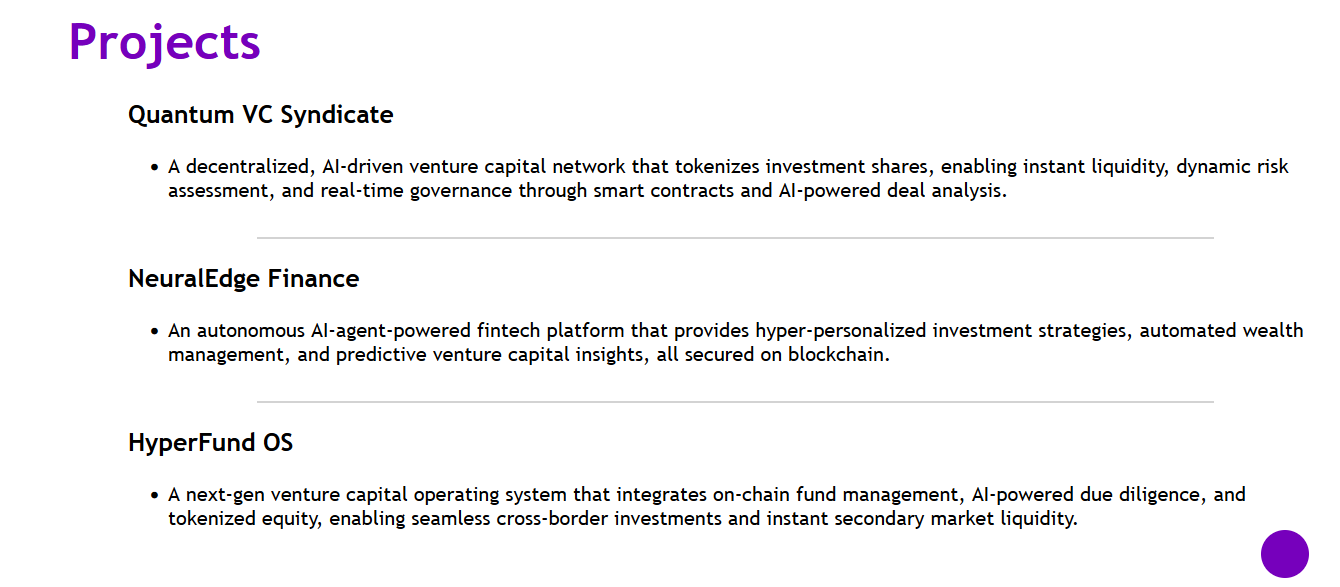 Projects
Quantum VC Syndicate
• A decentralized, AI-driven venture capital network that tokenizes investment shares, enabling instant liquidity, dynamic risk
assessment, and real-time governance through smart contracts and AI-powered deal analysis.
NeuralEdge Finance
• An autonomous AI-agent-powered fintech platform that provides hyper-personalized investment strategies, automated wealth
management, and predictive venture capital insights, all secured on blockchain.
HyperFund OS
• A next-gen venture capital operating system that integrates on-chain fund management, AI-powered due diligence, and
tokenized equity, enabling seamless cross-border investments and instant secondary market liquidity.